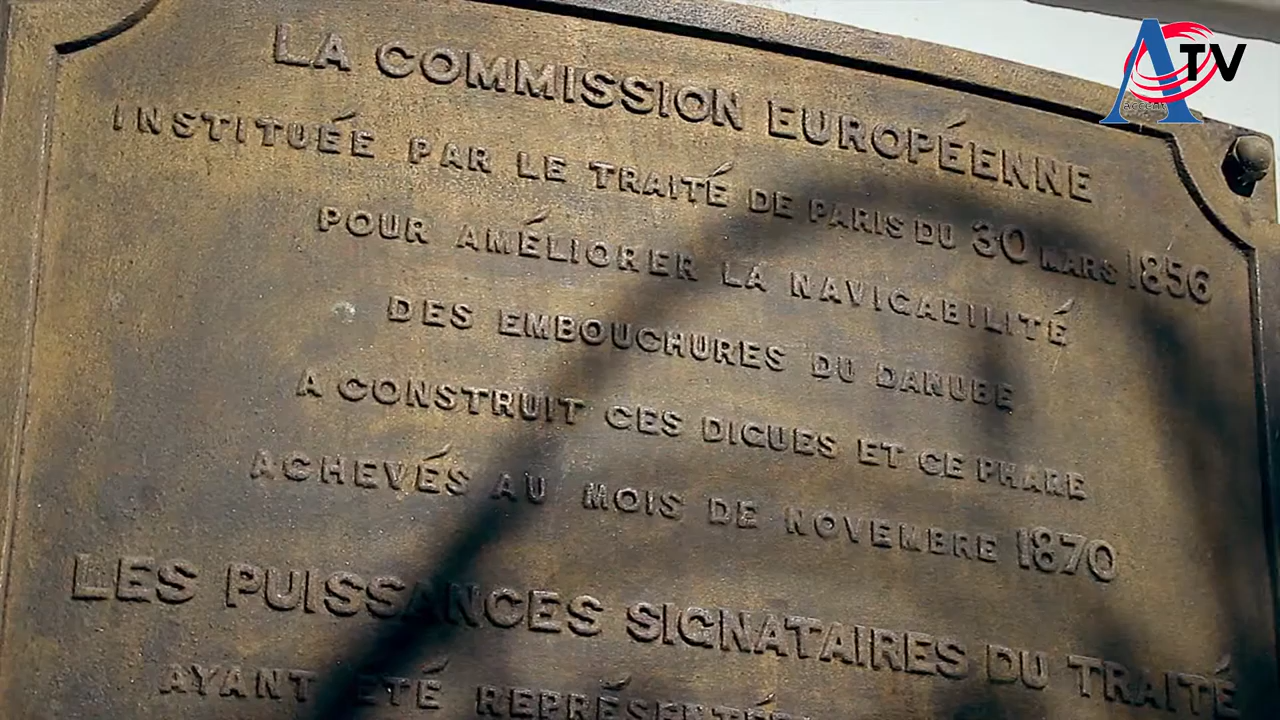 LA COMMISSION EUROPÉENNE
INSTITUÉE PAR LE TRAITÉ DE PARIS DU 30 MARS 1856
POUR AMÉLIORER LA NAVIGABILITÉ
DES EMBOUCHURES DU DANUBE
A CONSTRUIT CES DIGUES ET CE PHARE
ACHEVÉS AU MOIS DE NOVEMBRE 1870
LES PUISSANCES SIGNATAIRES DU TRAITÉ
AYANT ÉTÉ
A TV
ACCENT